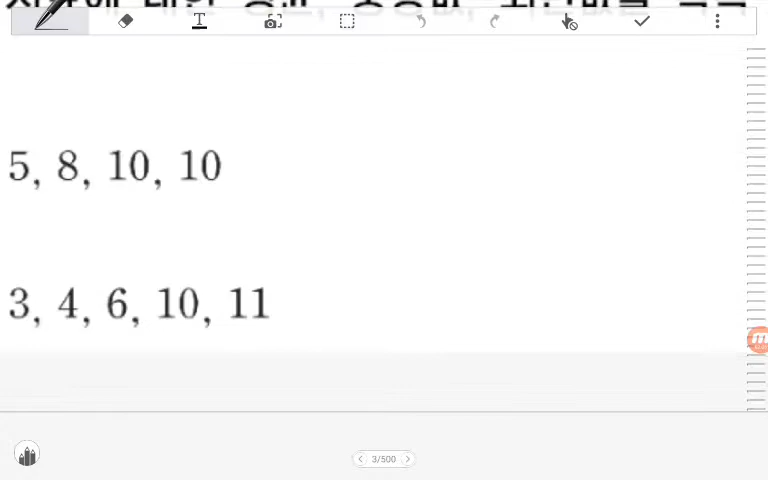 5, 8, 10, 10
3, 4, 6, 10, 11
3/500